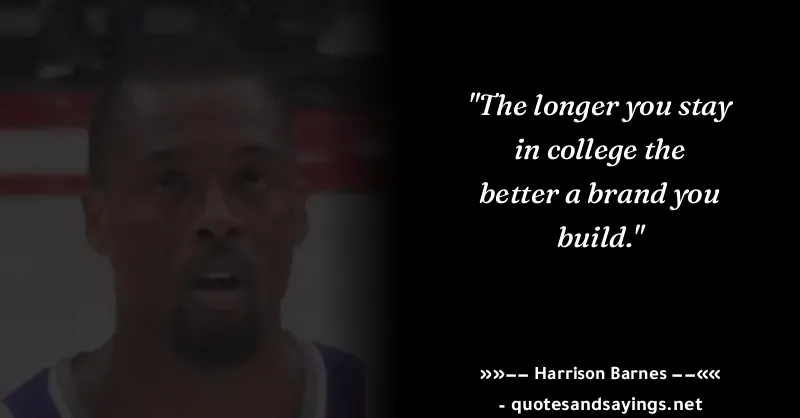 "The longer you stay
in college the
better a brand you
build."
»»−− Harrison Barnes −−««
- quotesandsayings.net